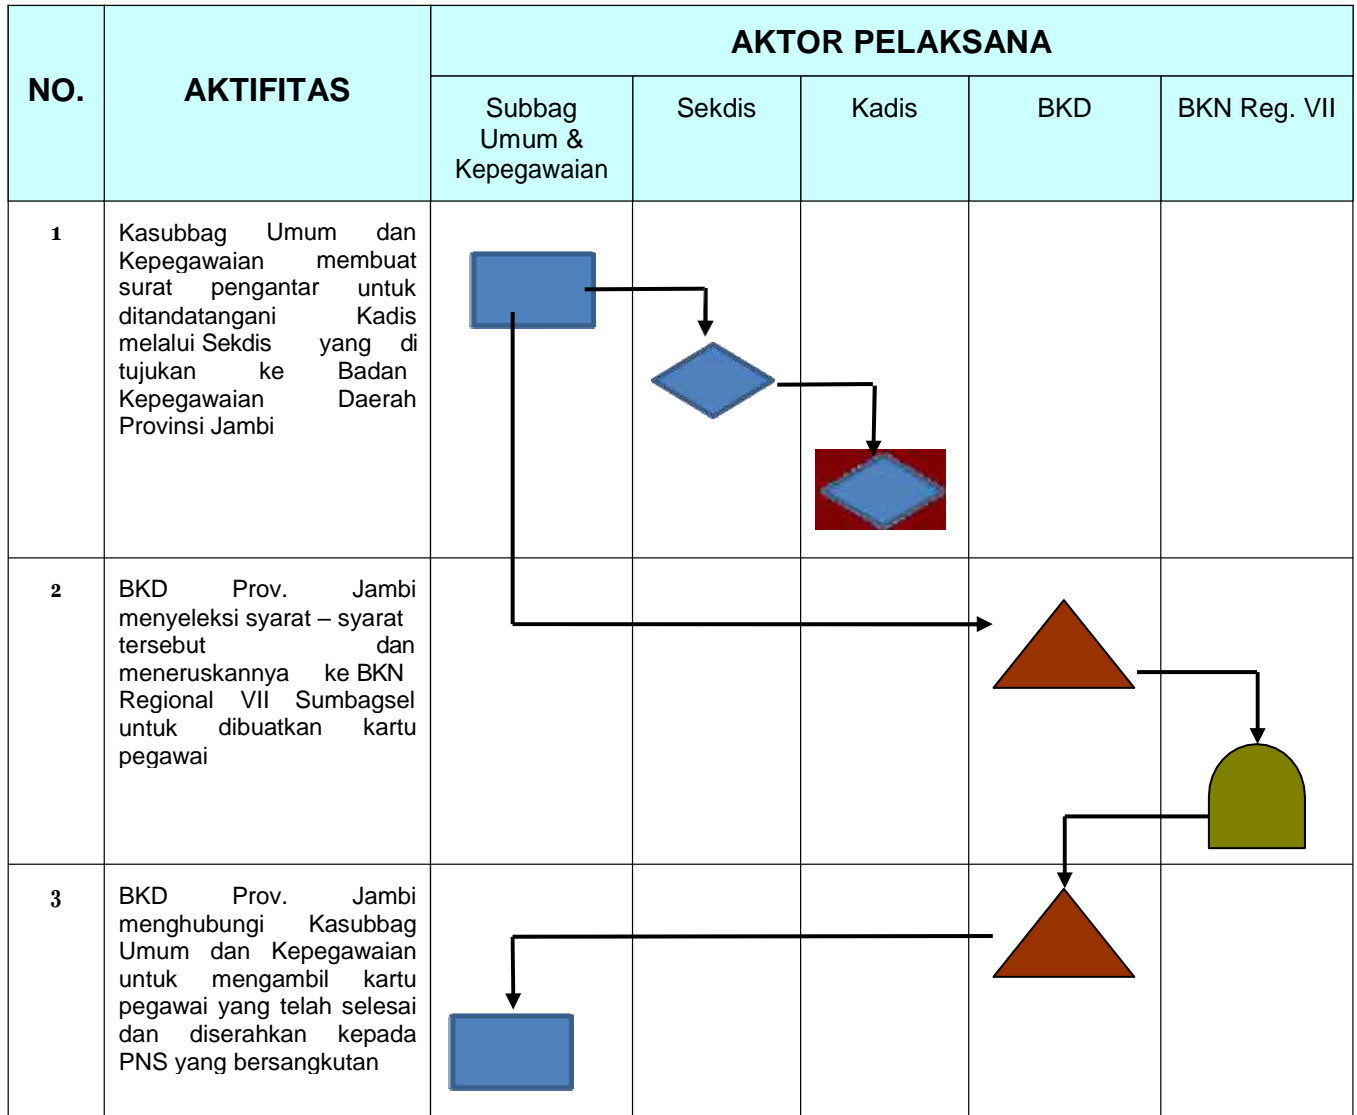 AKTOR PELAKSANA
NO.
AKTIFITAS
Subbag
Umum &
Kepegawaian
Sekdis
Kadis
BKD
BKN Reg. VII
1
Kasubbag Umum dan
Kepegawaian membuat
surat pengantar untuk
ditandatangani Kadis
melalui Sekdis yang di
tujukan ke Badan
Kepegawaian Daerah
Provinsi Jambi
2
BKD Prov. Jambi
menyeleksi syarat – syarat
tersebut dan
meneruskannya ke BKN
Regional VII Sumbagsel
untuk dibuatkan kartu
pegawai
3
BKD Prov. Jambi
menghubungi Kasubbag
Umum dan Kepegawaian
untuk mengambil kartu
pegawai yang telah selesai
dan diserahkan kepada
PNS yang bersangkutan